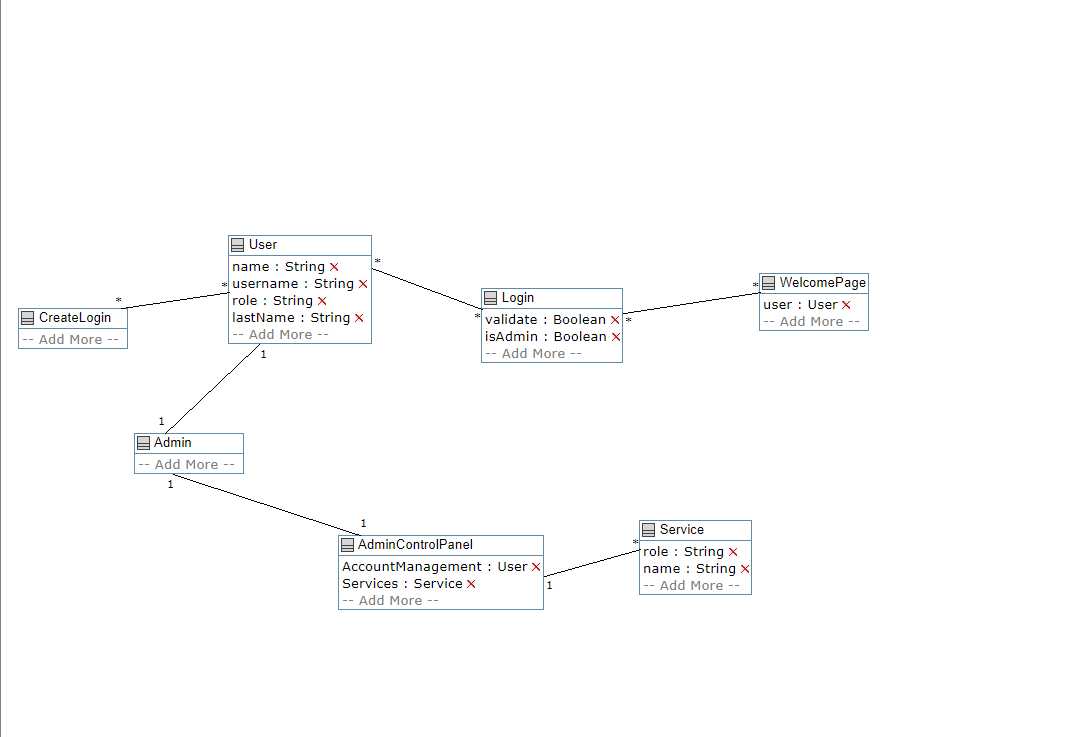 User
name : String
username : String
role : String
lastName : String
-- Add More --
*
*
*
1
CreateLogin
-- Add More --
Login
validate : Boolean
isAdmin : Boolean
-- Add More --
*
*
*
WelcomePage
user : User
-- Add More --
1
Admin
-- Add More --
1
1
AdminControlPanel
AccountManagement : User
Services : Service
-- Add More --
1
*
Service
role : String
name : String
-- Add More --